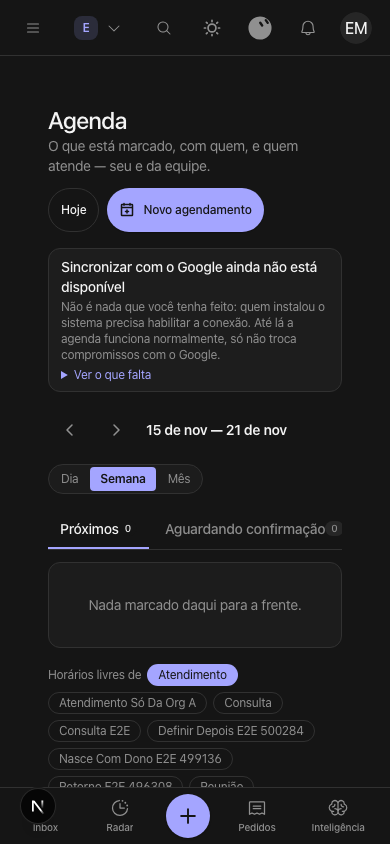 E
EM
Agenda
O que está marcado, com quem, e quem
atende — seu e da equipe.
Hoje
Novo agendamento
Sincronizar com o Google ainda não está
disponível
Não é nada que você tenha feito: quem instalou o
sistema precisa habilitar a conexão. Até lá a
agenda funciona normalmente, só não troca
compromissos com o Google.
Ver o que falta
15 de nov — 21 de nov
Dia Semana Mês
Próximos 0 Aguardando confirmação 0
Nada marcado daqui para a frente.
Horários livres de Atendimento
Atendimento Só Da Org A Consulta
Consulta E2E Definir Depois E2E 500284
Nasce Com Dono E2E 499136
Retorno E2E 496308 Reunião
N
Inbox Radar Pedidos Inteligência